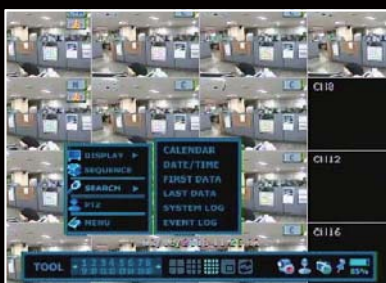 N
C
C
CH8
C
CH12
DISPLAY
SEQUENCE
SEARCH
PTZ
MENU
CALENDAR
DATE/TIME
FIRST DATA
LAST DATA
SYSTEM LOG
EVENT LOG
CH16
TOOL
1 2 3 4 5 6 7 8
85%